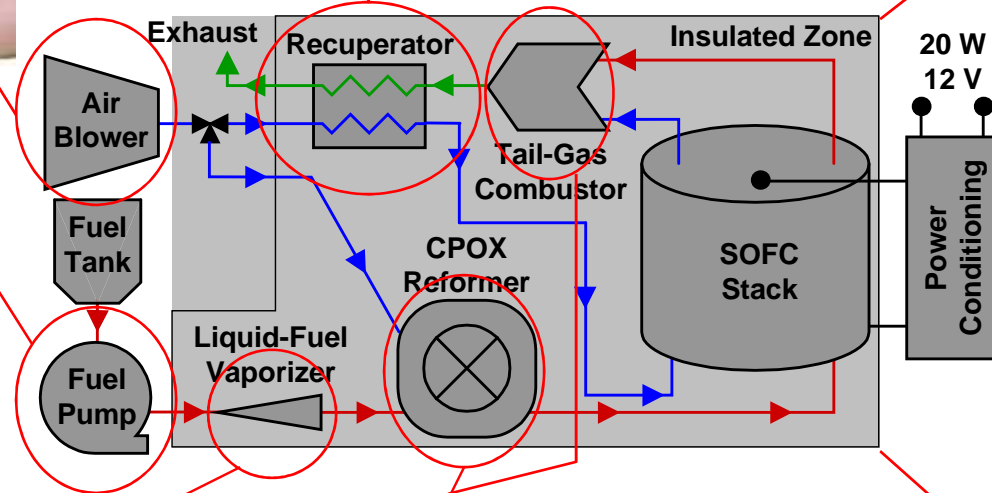 Exhaust
Recuperator
Insulated Zone
20 W
12 V
Air
Blower
Tail-Gas
Combustor
Fuel
Tank
CPOX
Reformer
SOFC
Stack
Power
Conditioning
Liquid-Fuel
Vaporizer
Fuel
Pump